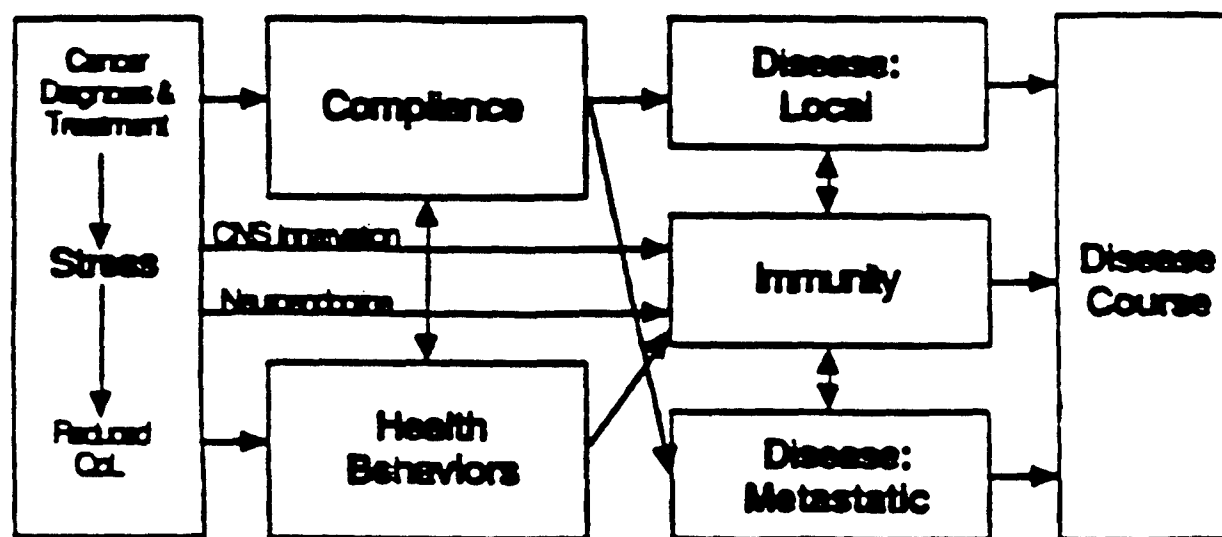 Cancer
Diagnosis &
Treatment
Stress
Reduced
QoL
Compliance
CNS Innervation
Neuroendocrine
Health
Behaviors
Disease:
Local
Immunity
Disease:
Metastatic
Disease
Course